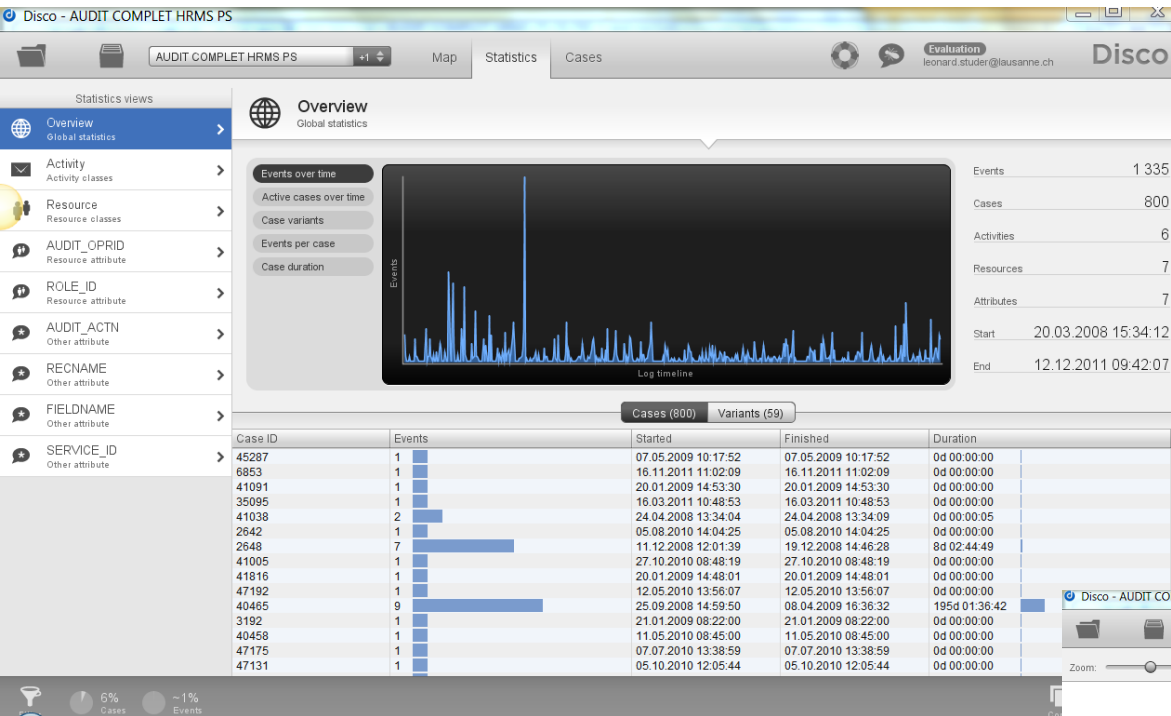 Disco - AUDIT COMPLET HRMS PS
AUDIT COMPLET HRMS PS +1
Map Statistics Cases
Evaluation
leonard.studer@lausanne.ch
Disco
Statistics views
Overview
Global statistics
Activity
Activity classes
Resource
Resource classes
AUDIT_OPRID
Resource attribute
ROLE_ID
Resource attribute
AUDIT_ACTN
Other attribute
RECNAME
Other attribute
FIELDNAME
Other attribute
SERVICE_ID
Other attribute
Overview
Global statistics
Events over time
Active cases over time
Case variants
Events per case
Case duration
Events
Log timeline
Events 1 335
Cases 800
Activities 6
Resources 7
Attributes 7
Start 20.03.2008 15:34:12
End 12.12.2011 09:42:07
Cases (800) Variants (59)
Case ID Events Started Finished Duration
45287 1 07.05.2009 10:17:52 07.05.2009 10:17:52 0d 00:00:00
6853 1 16.11.2011 11:02:09 16.11.2011 11:02:09 0d 00:00:00
41091 1 20.01.2009 14:53:30 20.01.2009 14:53:30 0d 00:00:00
35095 1 16.03.2011 10:48:53 16.03.2011 10:48:53 0d 00:00:00
41038 2 24.04.2008 13:34:04 24.04.2008 13:34:09 0d 00:00:05
2642 1 05.08.2010 14:04:25 05.08.2010 14:04:25 0d 00:00:00
2648 7 11.12.2008 12:01:39 19.12.2008 14:46:28 8d 02:44:49
41005 1 27.10.2010 08:48:19 27.10.2010 08:48:19 0d 00:00:00
41816 1 20.01.2009 14:48:01 20.01.2009 14:48:01 0d 00:00:00
47192 1 12.05.2010 13:56:07 12.05.2010 13:56:07 0d 00:00:00
40465 9 25.09.2008 14:59:50 08.04.2009 16:36:32 195d 01:36:42
3192 1 21.01.2009 08:22:00 21.01.2009 08:22:00 0d 00:00:00
40458 1 11.05.2010 08:45:00 11.05.2010 08:45:00 0d 00:00:00
47175 1 07.07.2010 13:38:59 07.07.2010 13:38:59 0d 00:00:00
47131 1 05.10.2010 12:05:44 05.10.2010 12:05:44 0d 00:00:00
Disco - AUDIT CO
Zoom:
6%
Cases
~1%
Events